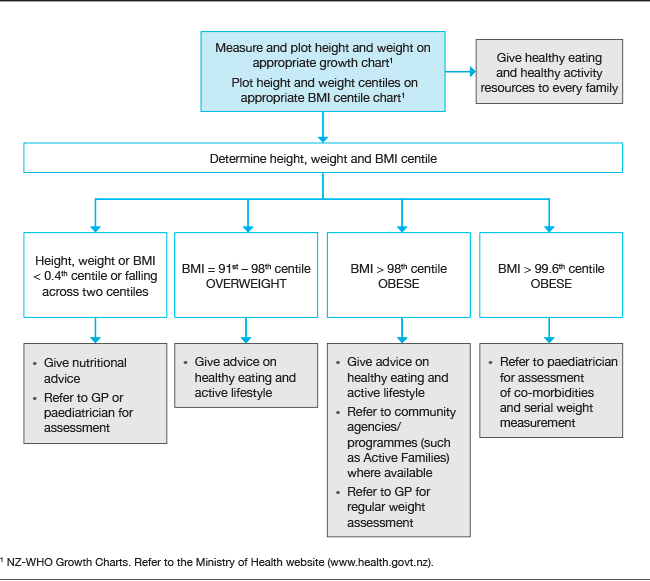 Measure and plot height and weight on
appropriate growth chart¹
Plot height and weight centiles on
appropriate BMI centile chart¹
Give healthy eating
and healthy activity
resources to every family
Determine height, weight and BMI centile
Height, weight or BMI
< 0.4th centile or falling
across two centiles
BMI = 91st – 98th centile
OVERWEIGHT
BMI > 98th centile
OBESE
BMI > 99.6th centile
OBESE
• Give nutritional
advice
• Refer to GP or
paediatrician for
assessment
• Give advice on
healthy eating and
active lifestyle
• Give advice on
healthy eating and
active lifestyle
• Refer to community
agencies/
programmes (such
as Active Families)
where available
• Refer to GP for
regular weight
assessment
• Refer to paediatrician
for assessment
of co-morbidities
and serial weight
measurement
¹ NZ-WHO Growth Charts. Refer to the Ministry of Health website (www.health.govt.nz).